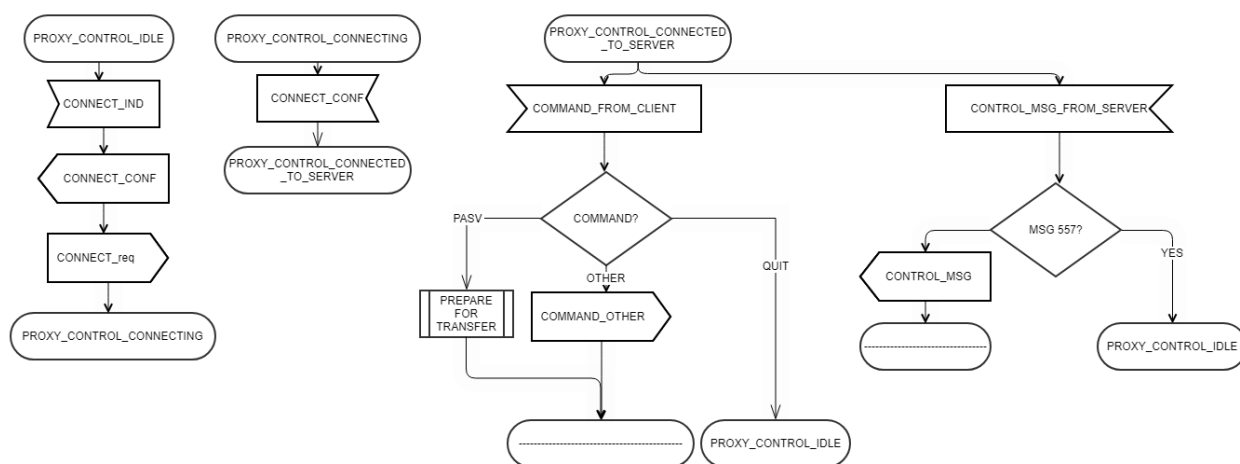 PROXY_CONTROL_IDLE
CONNECT_IND
CONNECT_CONF
CONNECT_req
PROXY_CONTROL_CONNECTING
PROXY_CONTROL_CONNECTING
CONNECT_CONF
PROXY_CONTROL_CONNECTED
_TO_SERVER
PROXY_CONTROL_CONNECTED
_TO_SERVER
COMMAND_FROM_CLIENT
COMMAND?
PASV
OTHER
QUIT
PREPARE
FOR
TRANSFER
COMMAND_OTHER
PROXY_CONTROL_IDLE
CONTROL_MSG_FROM_SERVER
MSG 557?
YES
CONTROL_MSG
PROXY_CONTROL_IDLE